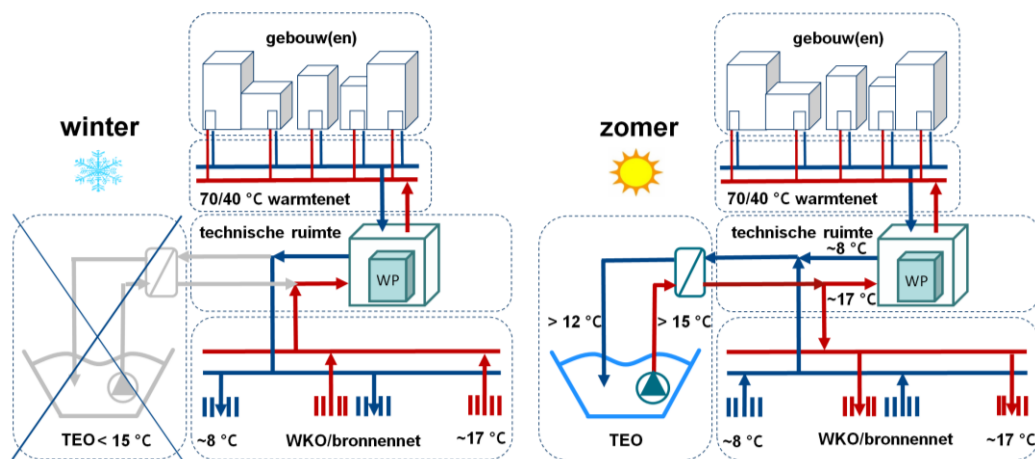 gebouw(en)
winter
70/40 °C warmtenet
technische ruimte
WP
TEO < 15 °C
~8 °C
WKO/bronnennet
~17 °C
gebouw(en)
zomer
70/40 °C warmtenet
technische ruimte
~8 °C
WP
~17 °C
> 12 °C
> 15 °C
TEO
~8 °C
WKO/bronnennet
~17 °C